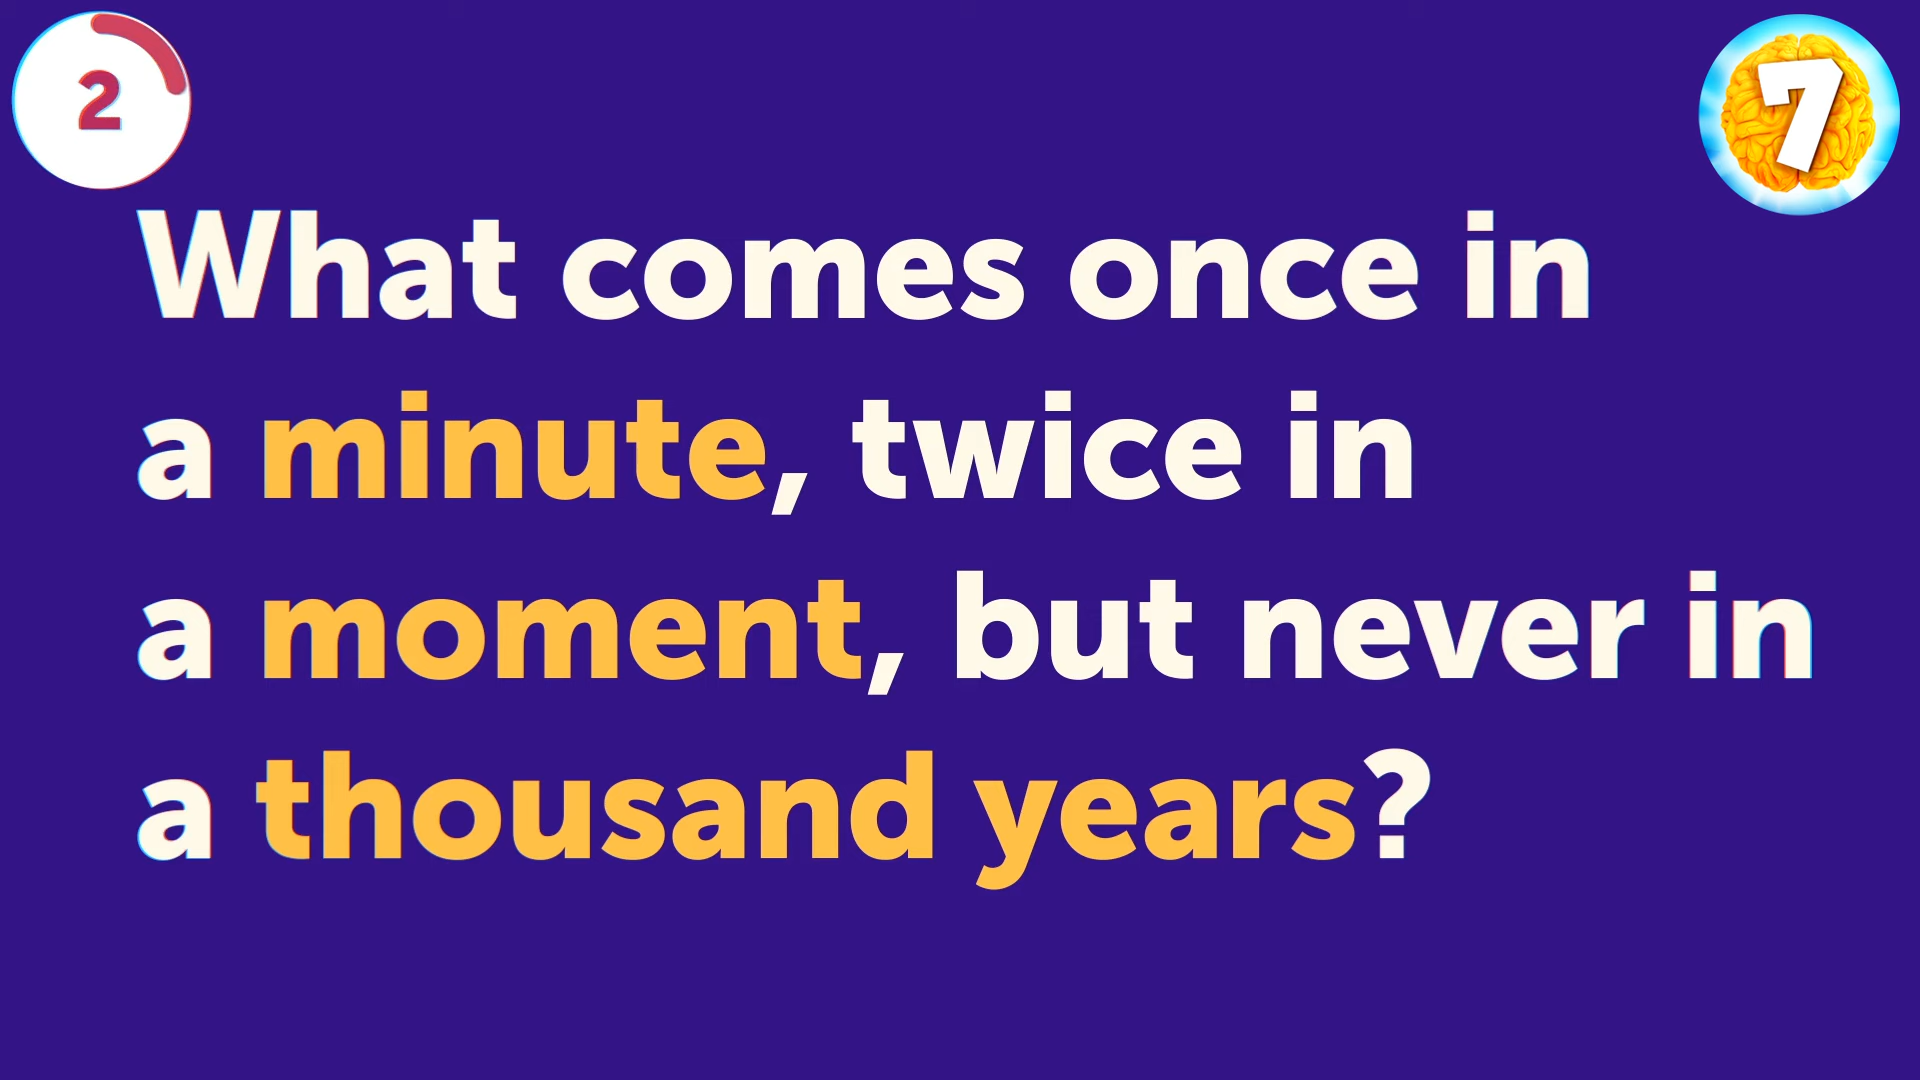 2
7
What comes once in
a minute, twice in
a moment, but never in
a thousand years?